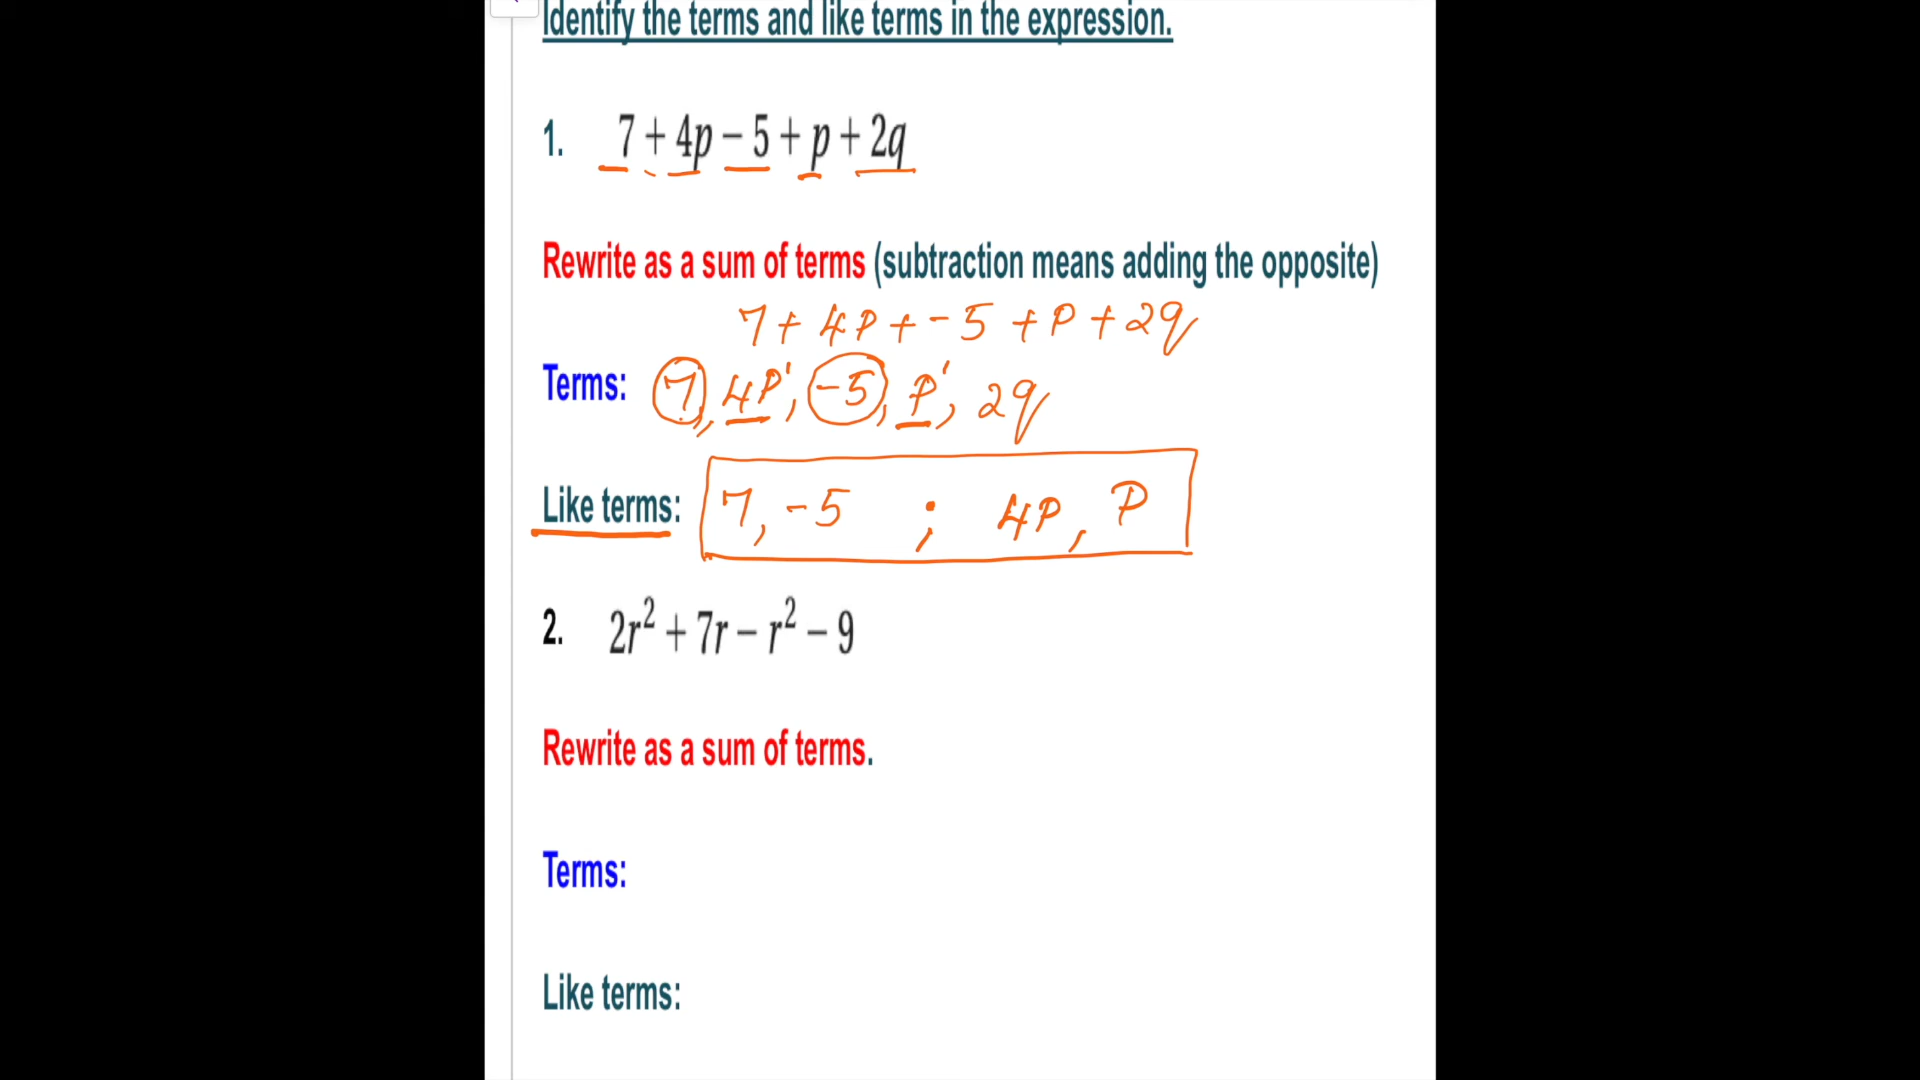 Identify the terms and like terms in the expression.
1. 7 + 4p − 5 + p + 2q
Rewrite as a sum of terms (subtraction means adding the opposite)
7 + 4p + -5 + p + 2q
Terms: 7, 4p', -5, p', 2q
Like terms: 7, -5 ; 4p, p
2. 2r² + 7r − r² − 9
Rewrite as a sum of terms.
Terms:
Like terms: